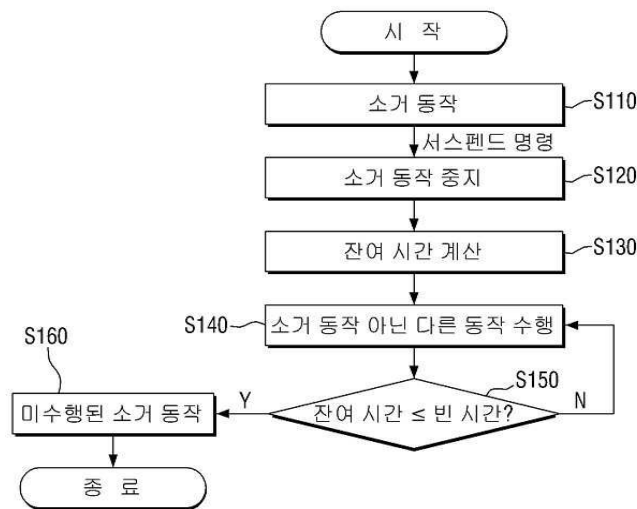 시 작
소거 동작
S110
서스펜드 명령
소거 동작 중지
S120
잔여 시간 계산
S130
S140
소거 동작 아닌 다른 동작 수행
S160
S150
미수행된 소거 동작
Y
잔여 시간 ≤ 빈 시간?
N
종 료